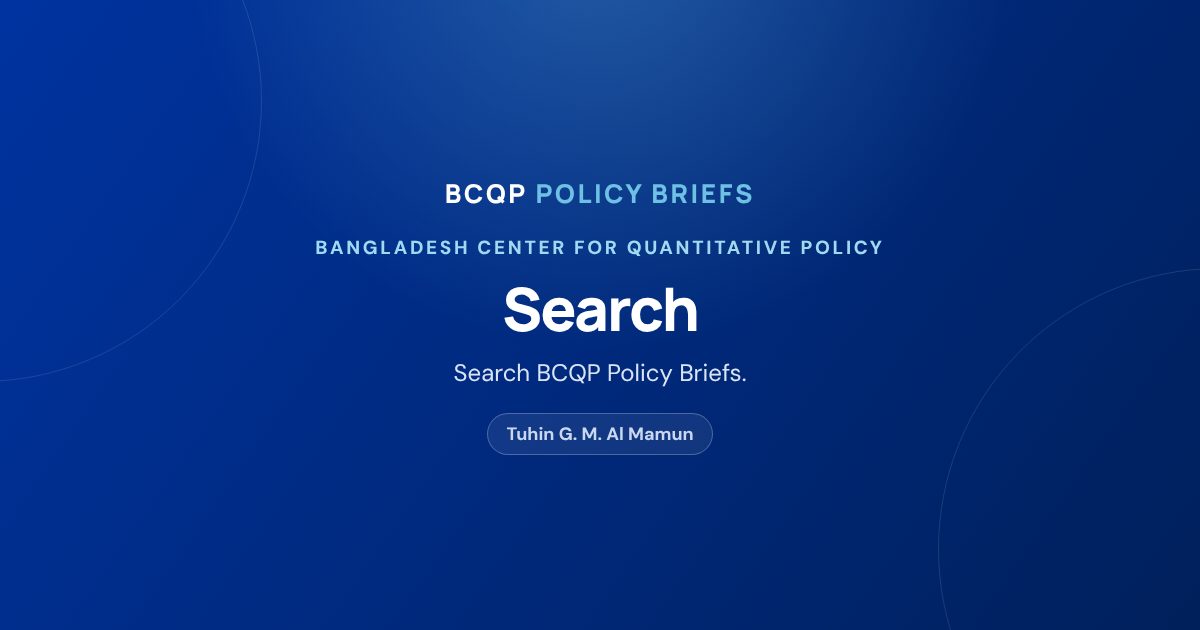 BCQP POLICY BRIEFS
BANGLADESH CENTER FOR QUANTITATIVE POLICY
Search
Search BCQP Policy Briefs.
Tuhin G. M. Al Mamun